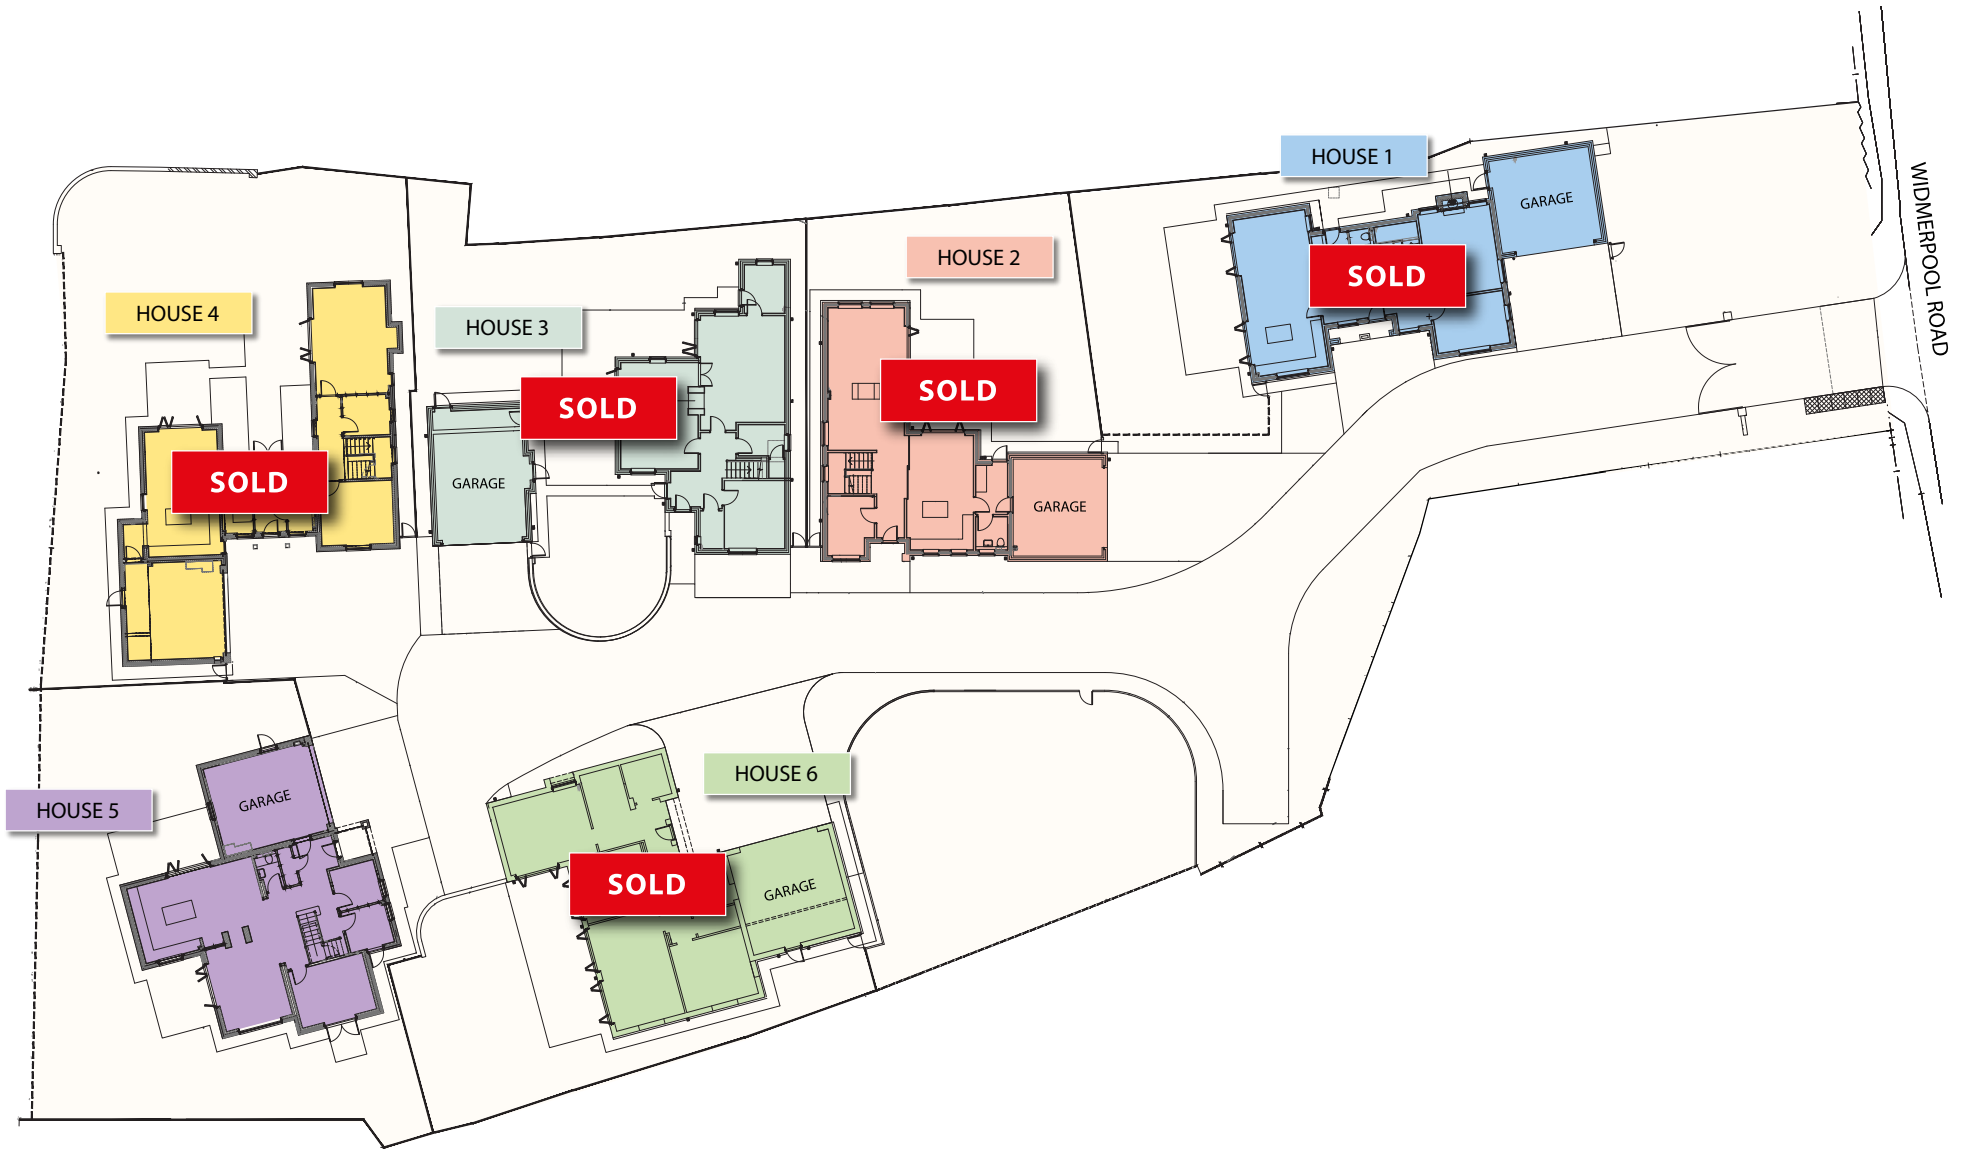 HOUSE 1
GARAGE
SOLD
WIDMERPOOL ROAD
HOUSE 2
SOLD
GARAGE
HOUSE 3
SOLD
GARAGE
HOUSE 4
SOLD
HOUSE 5
GARAGE
HOUSE 6
SOLD
GARAGE